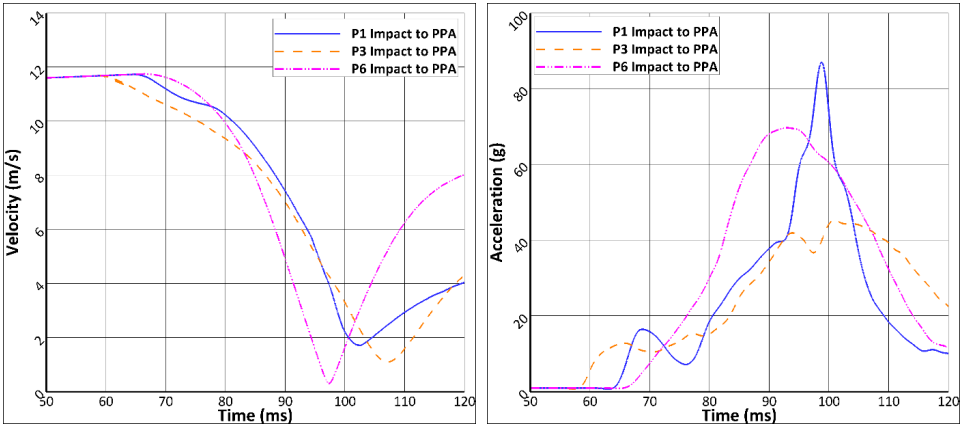 14
12
10
8
6
4
2
0
Velocity (m/s)
P1 Impact to PPA
P3 Impact to PPA
P6 Impact to PPA
50 60 70 80 90 100 110 120
Time (ms)
100
80
60
40
20
0
Acceleration (g)
P1 Impact to PPA
P3 Impact to PPA
P6 Impact to PPA
50 60 70 80 90 100 110 120
Time (ms)